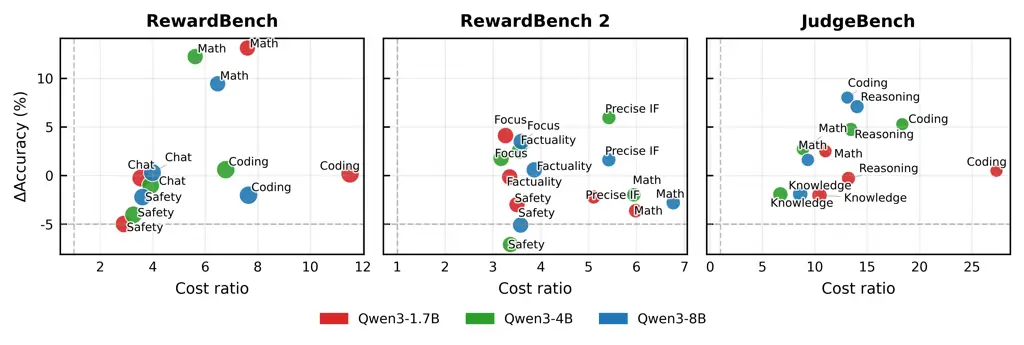 RewardBench
RewardBench 2
JudgeBench
ΔAccuracy (%)
10
5
0
-5
Math
Math
Math
Chat
Chat
Chat
Coding
Coding
Coding
Safety
Safety
Safety
2
4
6
8
10
12
Cost ratio
Precise IF
Focus
Focus
Factuality
Precise IF
Focus
Factuality
Factuality
Math
Safety
Precise IF
Math
Safety
Math
Safety
1
2
3
4
5
6
7
Cost ratio
Coding
Reasoning
Coding
Math
Reasoning
Math
Math
Coding
Reasoning
Knowledge
Knowledge
Knowledge
0
5
10
15
20
25
Cost ratio
Qwen3-1.7B
Qwen3-4B
Qwen3-8B